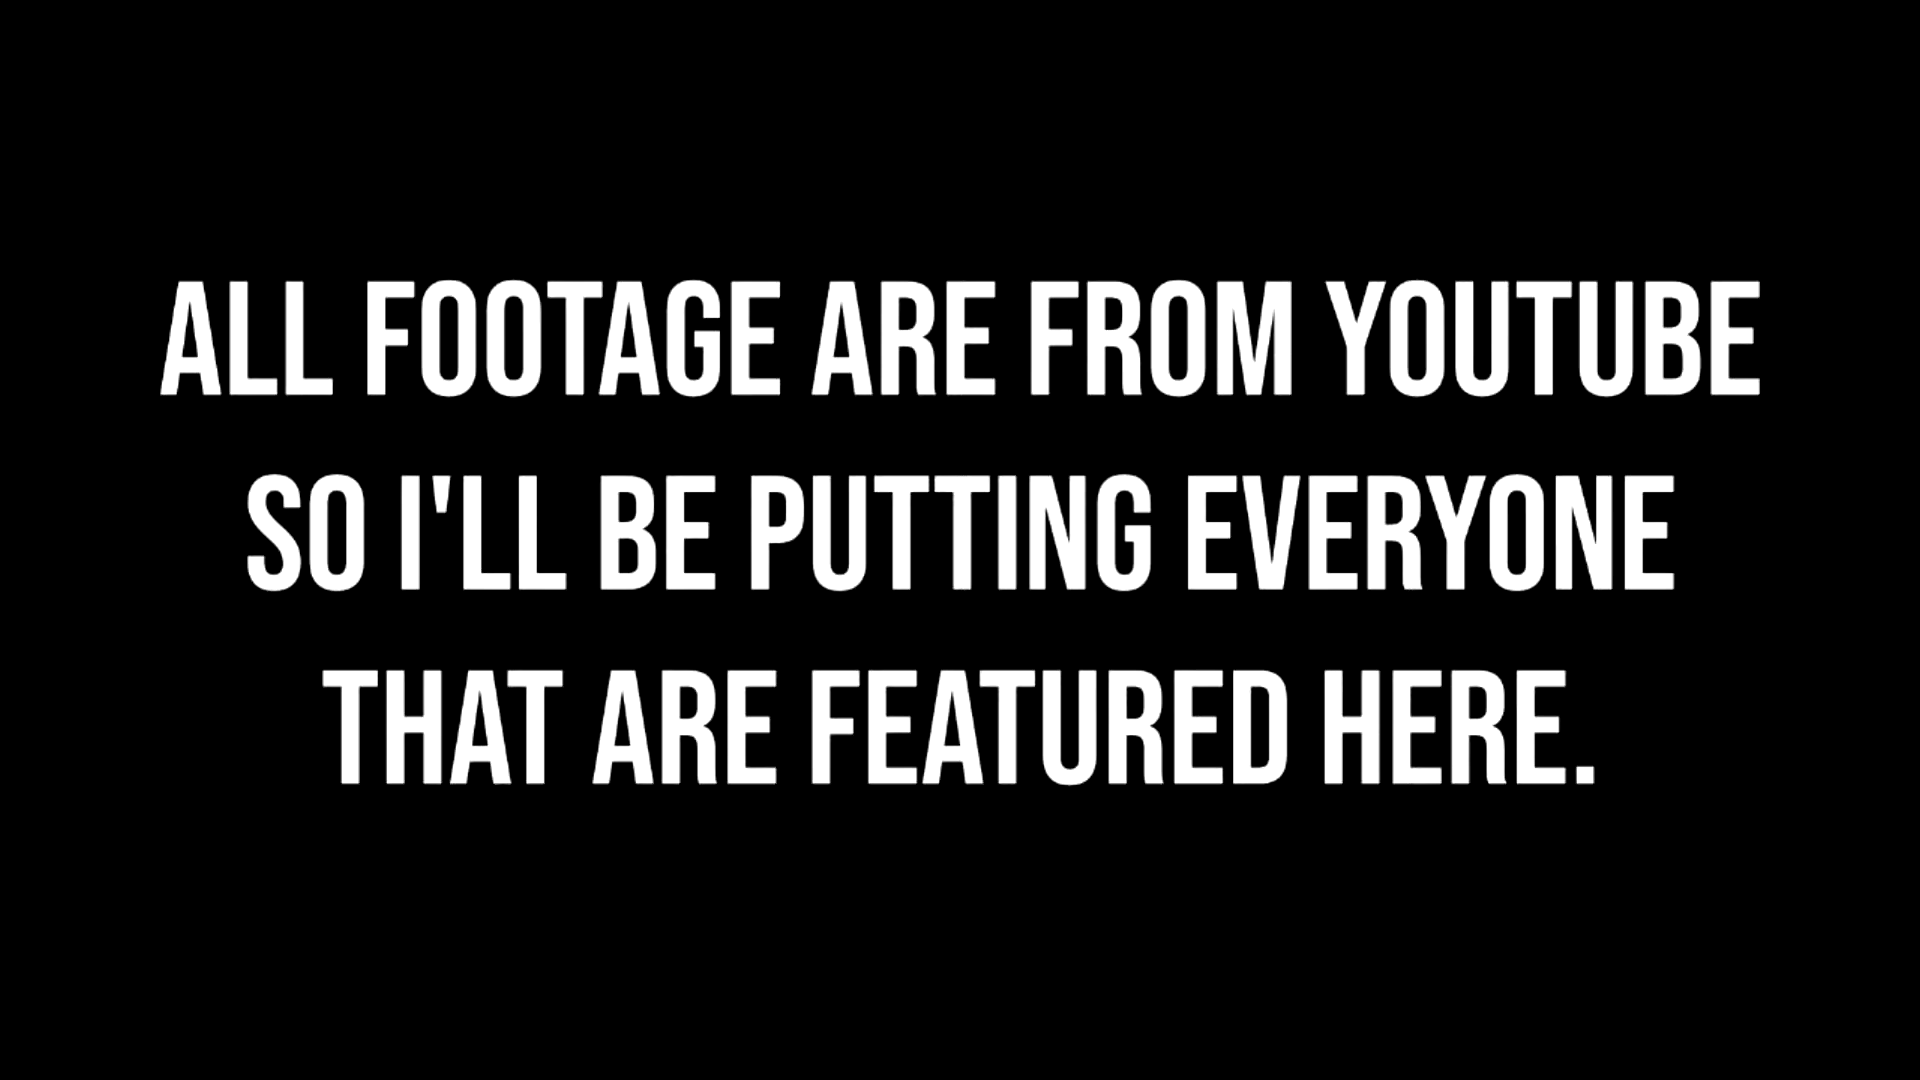 ALL FOOTAGE ARE FROM YOUTUBE
SO I'LL BE PUTTING EVERYONE
THAT ARE FEATURED HERE.